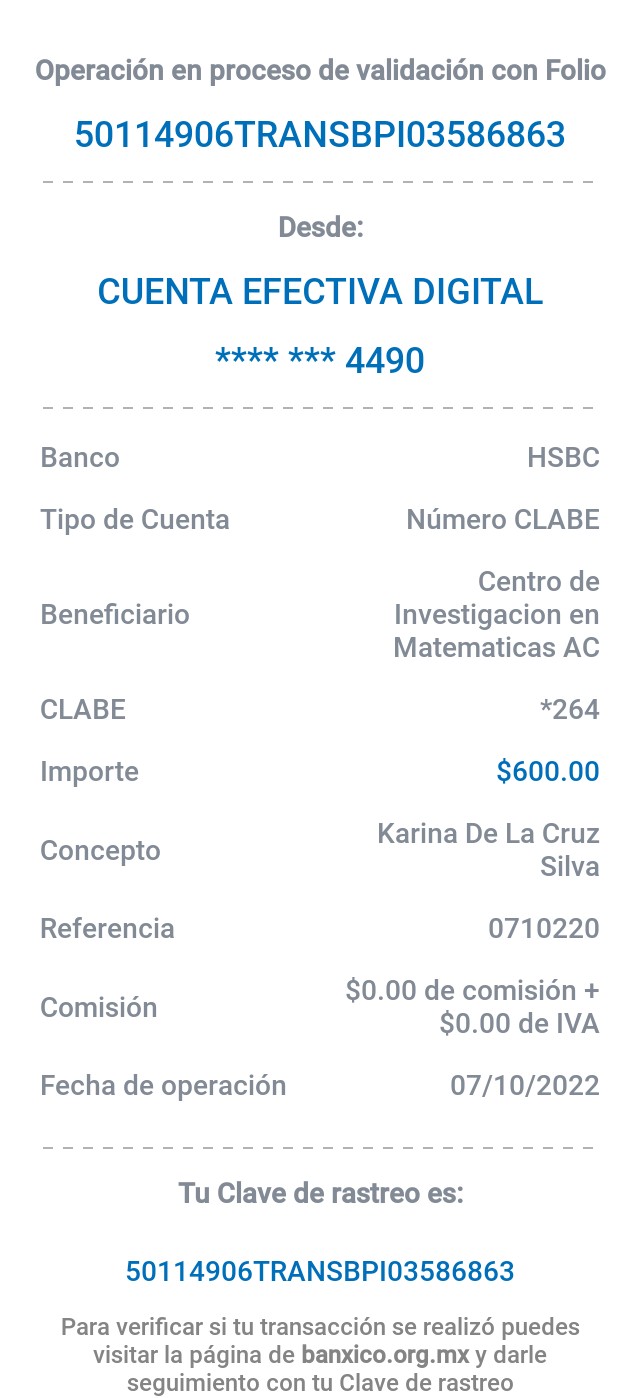 Operación en proceso de validación con Folio
50114906TRANSBPI03586863
Desde:
CUENTA EFECTIVA DIGITAL
**** *** 4490
Banco HSBC
Tipo de Cuenta Número CLABE
Beneficiario Centro de
Investigacion en
Matematicas AC
CLABE *264
Importe $600.00
Concepto Karina De La Cruz
Silva
Referencia 0710220
Comisión $0.00 de comisión +
$0.00 de IVA
Fecha de operación 07/10/2022
Tu Clave de rastreo es:
50114906TRANSBPI03586863
Para verificar si tu transacción se realizó puedes
visitar la página de banxico.org.mx y darle
seguimiento con tu Clave de rastreo